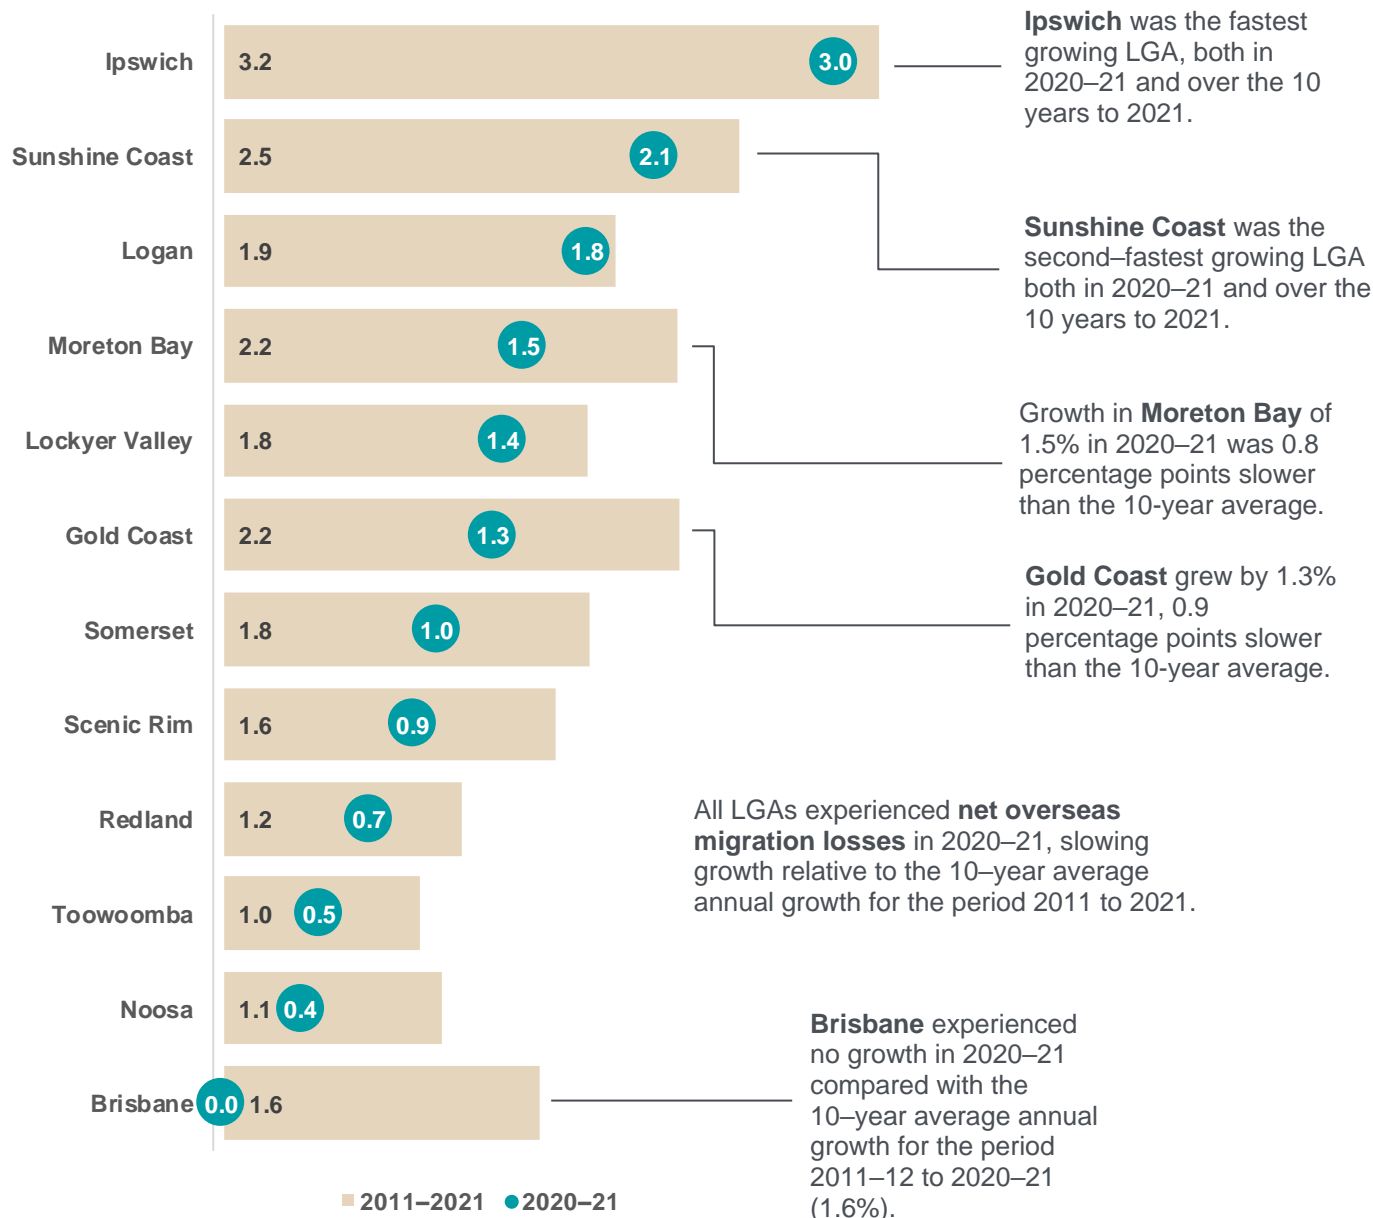 Ipswich 3.2 3.0
Ipswich was the fastest
growing LGA, both in
2020–21 and over the 10
years to 2021.
Sunshine Coast 2.5 2.1
Sunshine Coast was the
second–fastest growing LGA
both in 2020–21 and over the
10 years to 2021.
Logan 1.9 1.8
Moreton Bay 2.2 1.5
Growth in Moreton Bay of
1.5% in 2020–21 was 0.8
percentage points slower
than the 10-year average.
Lockyer Valley 1.8 1.4
Gold Coast 2.2 1.3
Gold Coast grew by 1.3%
in 2020–21, 0.9
percentage points slower
than the 10-year average.
Somerset 1.8 1.0
Scenic Rim 1.6 0.9
Redland 1.2 0.7
All LGAs experienced net overseas
migration losses in 2020–21, slowing
growth relative to the 10–year average
annual growth for the period 2011 to 2021.
Toowoomba 1.0 0.5
Noosa 1.1 0.4
Brisbane 0.0 1.6
Brisbane experienced
no growth in 2020–21
compared with the
10–year average annual
growth for the period
2011–12 to 2020–21
(1.6%).
2011–2021 2020–21